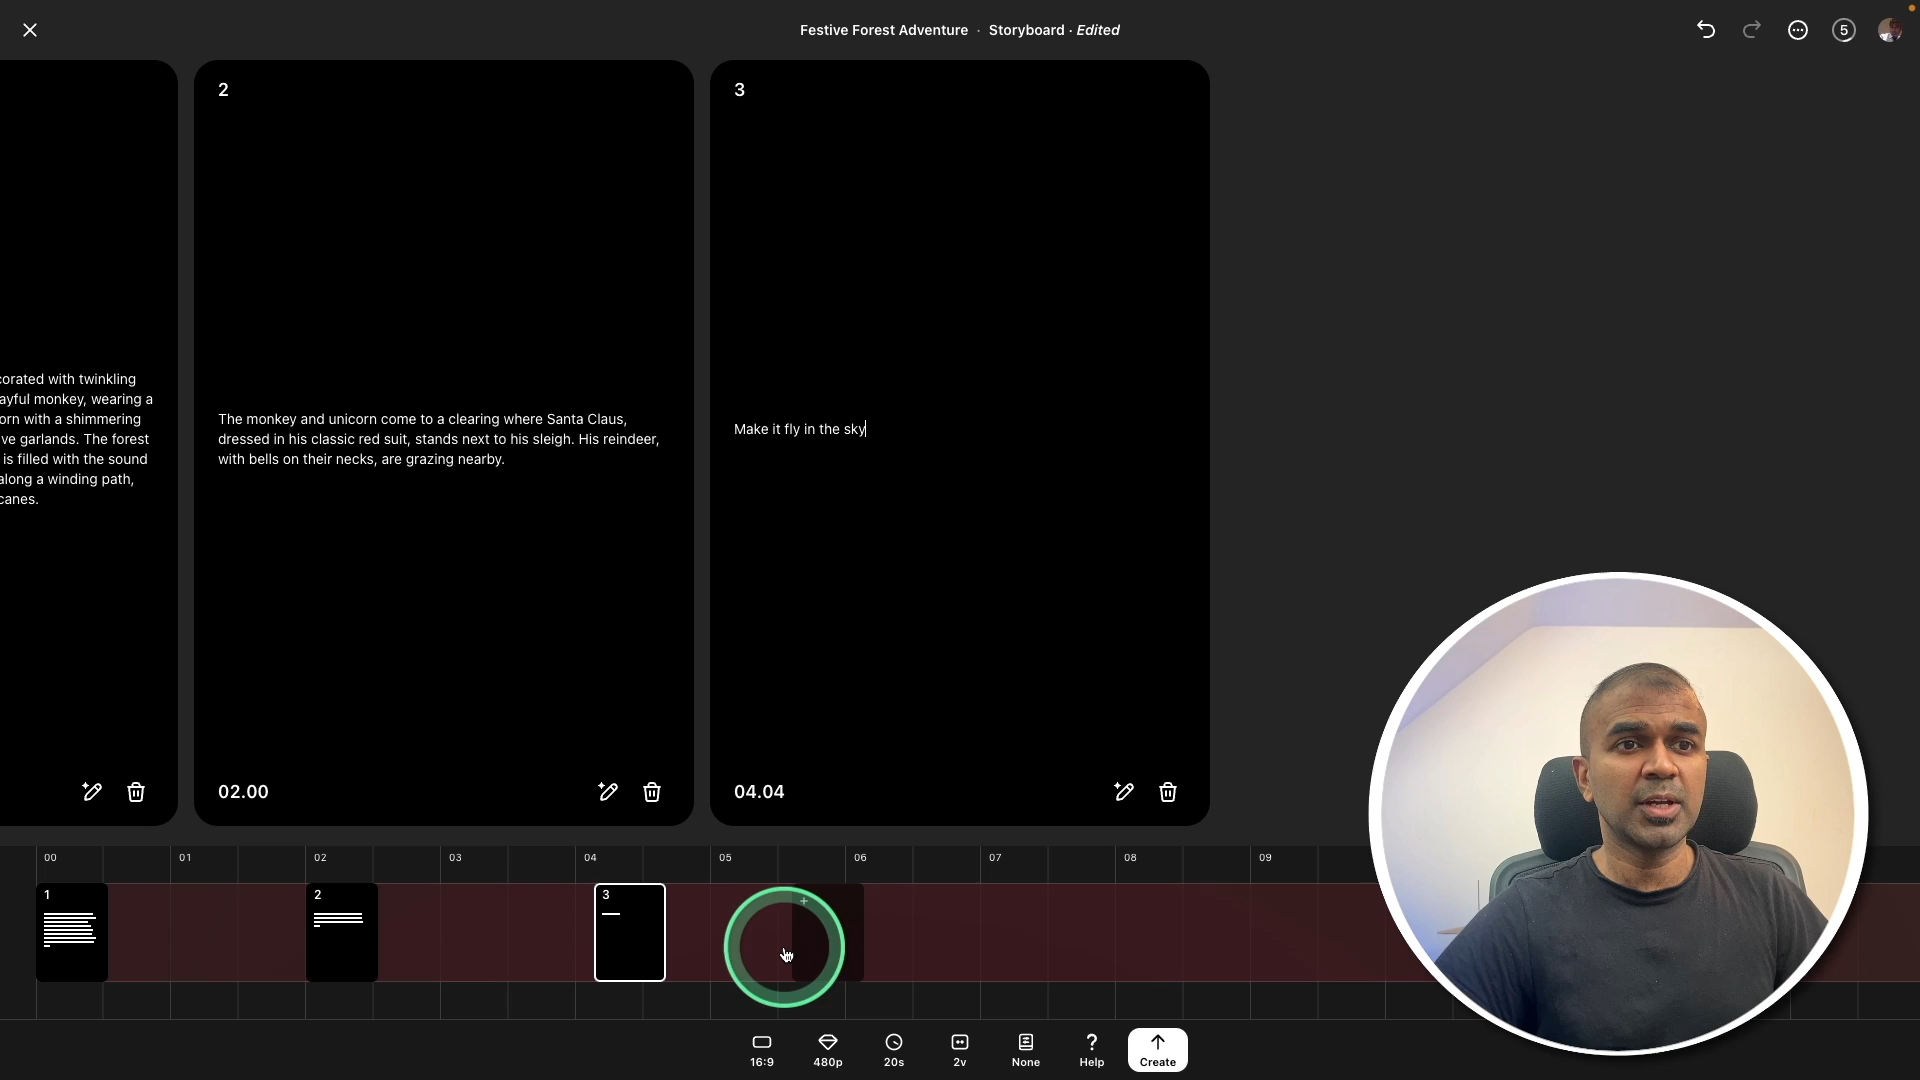 Festive Forest Adventure · Storyboard · Edited
5
2
3
corated with twinkling
ayful monkey, wearing a
orn with a shimmering
ve garlands. The forest
is filled with the sound
along a winding path,
canes.
The monkey and unicorn come to a clearing where Santa Claus,
dressed in his classic red suit, stands next to his sleigh. His reindeer,
with bells on their necks, are grazing nearby.
Make it fly in the sky
02.00
04.04
00 01 02 03 04 05 06 07 08 09
1
2
3
16:9 480p 20s 2v None Help Create